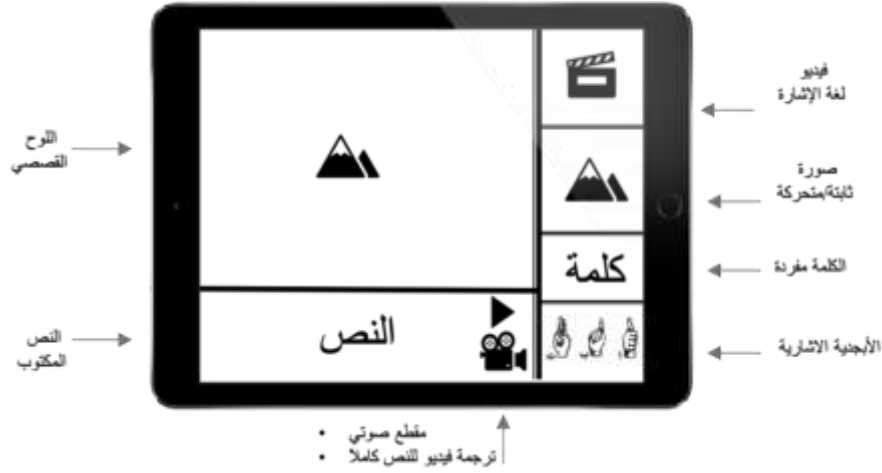 فيديو
لغة الإشارة
صورة
ثابتة/متحركة
كلمة
الكلمة مفردة
الأبجدية الاشارية
اللوح
القصصي
النص
النص
المكتوب
مقطع صوتي
ترجمة فيديو للنص كاملا